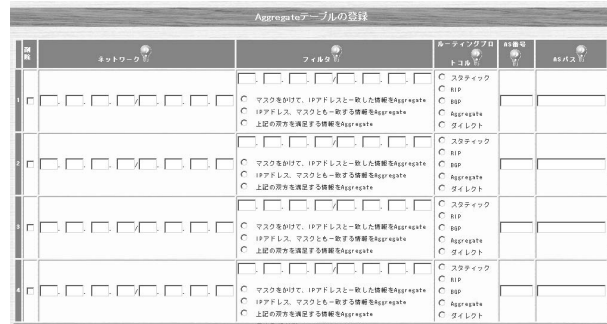 Aggregateテーブルの登録
削除 ネットワーク フィルタ ルーティングプロトコル AS番号 ASパス
1 . . . / . . . . . . / . . . スタティック
RIP
マスクをかけて、IPアドレスと一致した情報をAggregate BGP
IPアドレス、マスクとも一致する情報をAggregate Aggregate
上記の双方を満足する情報をAggregate ダイレクト
2 . . . / . . . . . . / . . . スタティック
RIP
マスクをかけて、IPアドレスと一致した情報をAggregate BGP
IPアドレス、マスクとも一致する情報をAggregate Aggregate
上記の双方を満足する情報をAggregate ダイレクト
3 . . . / . . . . . . / . . . スタティック
RIP
マスクをかけて、IPアドレスと一致した情報をAggregate BGP
IPアドレス、マスクとも一致する情報をAggregate Aggregate
上記の双方を満足する情報をAggregate ダイレクト
4 . . . / . . . . . . / . . . スタティック
RIP
マスクをかけて、IPアドレスと一致した情報をAggregate BGP
IPアドレス、マスクとも一致する情報をAggregate Aggregate
上記の双方を満足する情報をAggregate ダイレクト